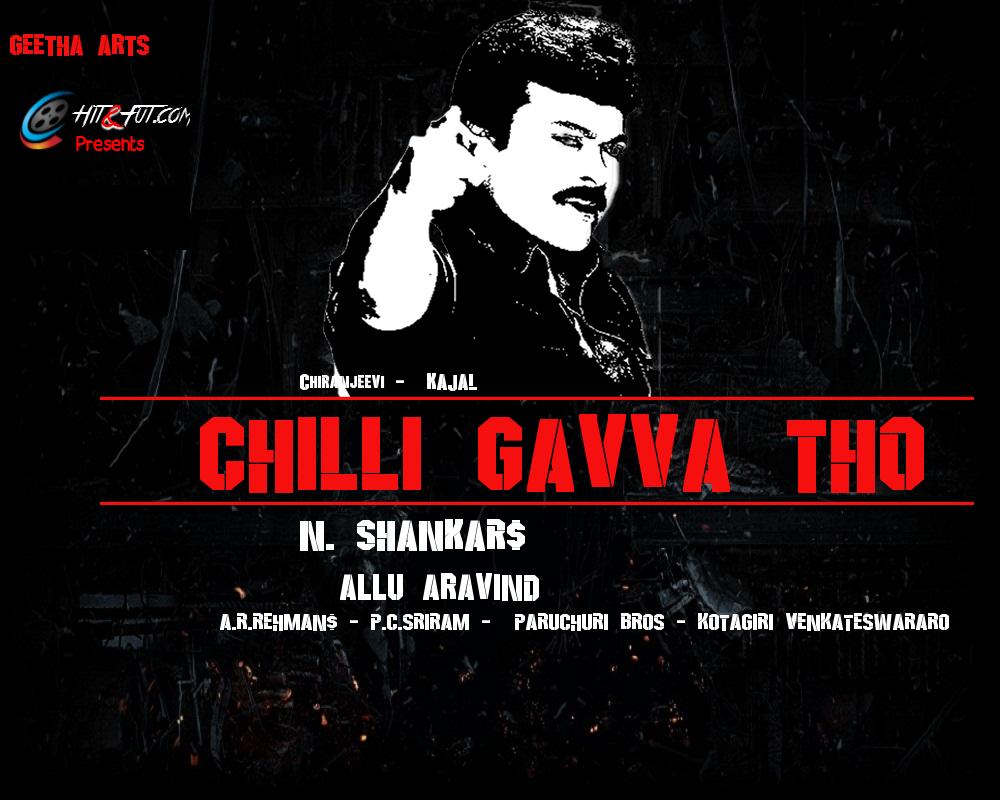 GEETHA ARTS
HIT&FUT.COM
Presents
CHIRANJEEVI - KAJAL
CHILLI GAVVA THO
N. SHANKAR$
ALLU ARAVIND
A.R.REHMAN$ - P.C.SRIRAM - PARUCHURI BROS - KOTAGIRI VENKATESWARARO